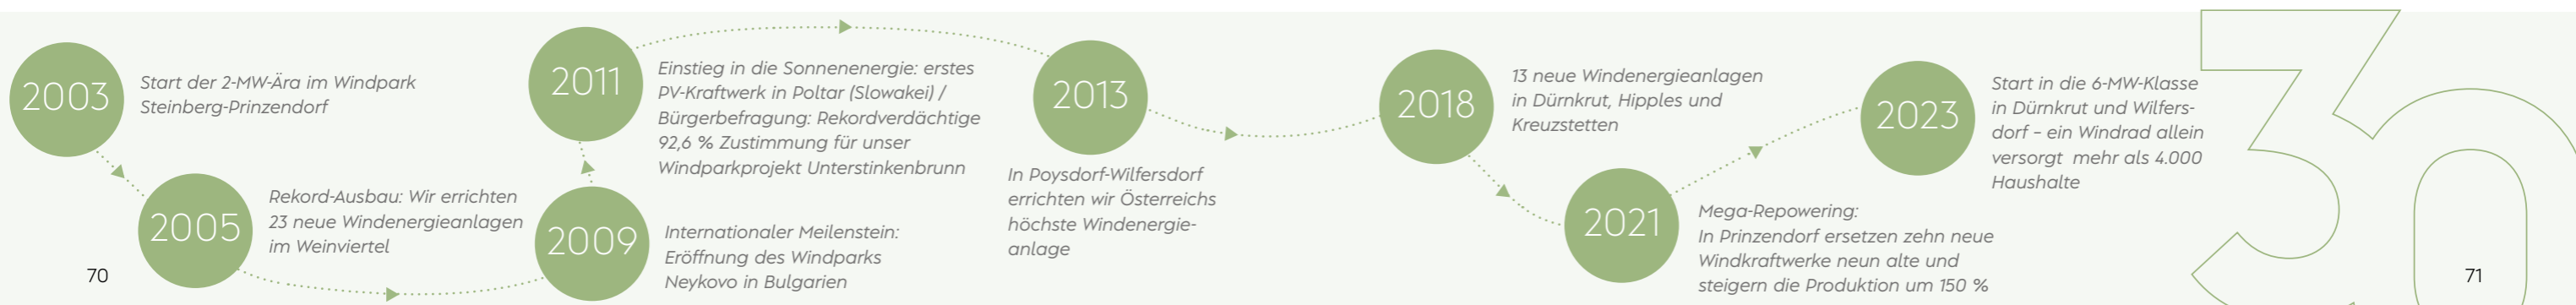 2003
Start der 2-MW-Ära im Windpark
Steinberg-Prinzendorf
2005
Rekord-Ausbau: Wir errichten
23 neue Windenergieanlagen
im Weinviertel
2009
Internationaler Meilenstein:
Eröffnung des Windparks
Neykovo in Bulgarien
2011
Einstieg in die Sonnenenergie: erstes
PV-Kraftwerk in Poltar (Slowakei) /
Bürgerbefragung: Rekordverdächtige
92,6 % Zustimmung für unser
Windparkprojekt Unterstinkenbrunn
2013
In Poysdorf-Wilfersdorf
errichten wir Österreichs
höchste Windenergie-
anlage
2018
13 neue Windenergieanlagen
in Dürnkrut, Hipples und
Kreuzstetten
2021
Mega-Repowering:
In Prinzendorf ersetzen zehn neue
Windkraftwerke neun alte und
steigern die Produktion um 150 %
2023
Start in die 6-MW-Klasse
in Dürnkrut und Wilfers-
dorf – ein Windrad allein
versorgt  mehr als 4.000
Haushalte
30
70
71